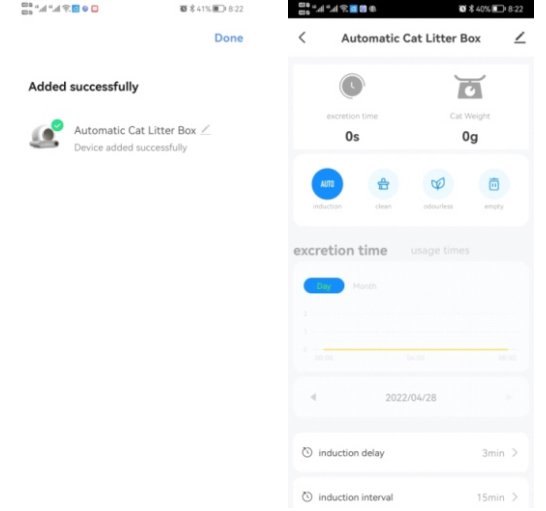 41% 8:22
Done
Added successfully
Automatic Cat Litter Box
Device added successfully
40% 8:22
Automatic Cat Litter Box
excretion time
Cat Weight
0s
0g
AUTO
induction
clean
odourless
empty
excretion time
usage times
Day
Month
2022/04/28
induction delay
3min
induction interval
15min